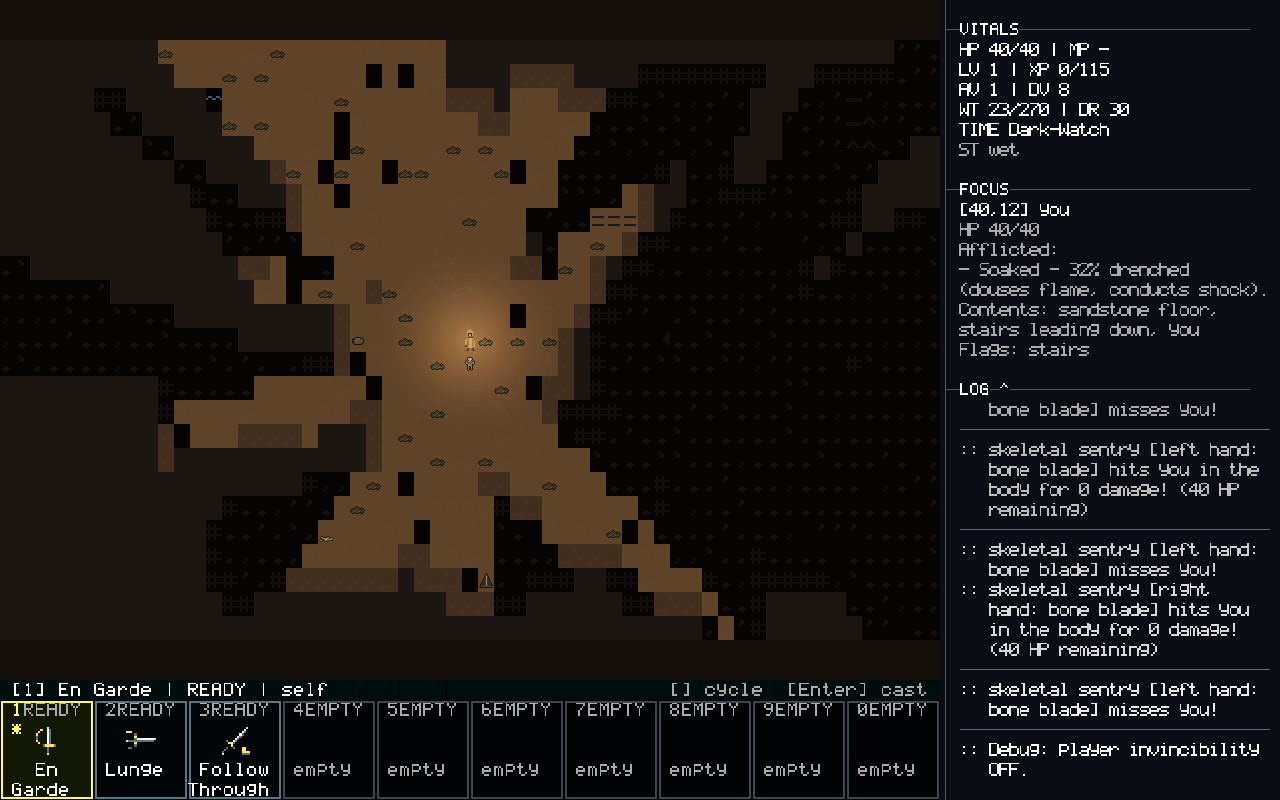 VITALS
HP 40/40 | MP -
LV 1 | XP 0/115
AV 1 | DV 8
WT 23/270 | DR 30
TIME Dark-Watch
ST wet
FOCUS
[40,12] You
HP 40/40
Afflicted:
- Soaked - 32% drenched
(douses flame, conducts shock).
Contents: sandstone floor,
stairs leading down, You
Flags: stairs
LOG ^
bone blade] misses you!
:: skeletal sentry [left hand:
bone blade] hits you in the
body for 0 damage! (40 HP
remaining)
:: skeletal sentry [left hand:
bone blade] misses you!
:: skeletal sentry [right
hand: bone blade] hits you
in the body for 0 damage!
(40 HP remaining)
:: skeletal sentry [left hand:
bone blade] misses you!
:: Debug: Player invincibility
OFF.
[1] En Garde | READY | self
[] cycle [Enter] cast
1READY 2READY 3READY 4EMPTY 5EMPTY 6EMPTY 7EMPTY 8EMPTY 9EMPTY 0EMPTY
*
En Lunge Follow empty empty empty empty empty empty empty
Garde Through